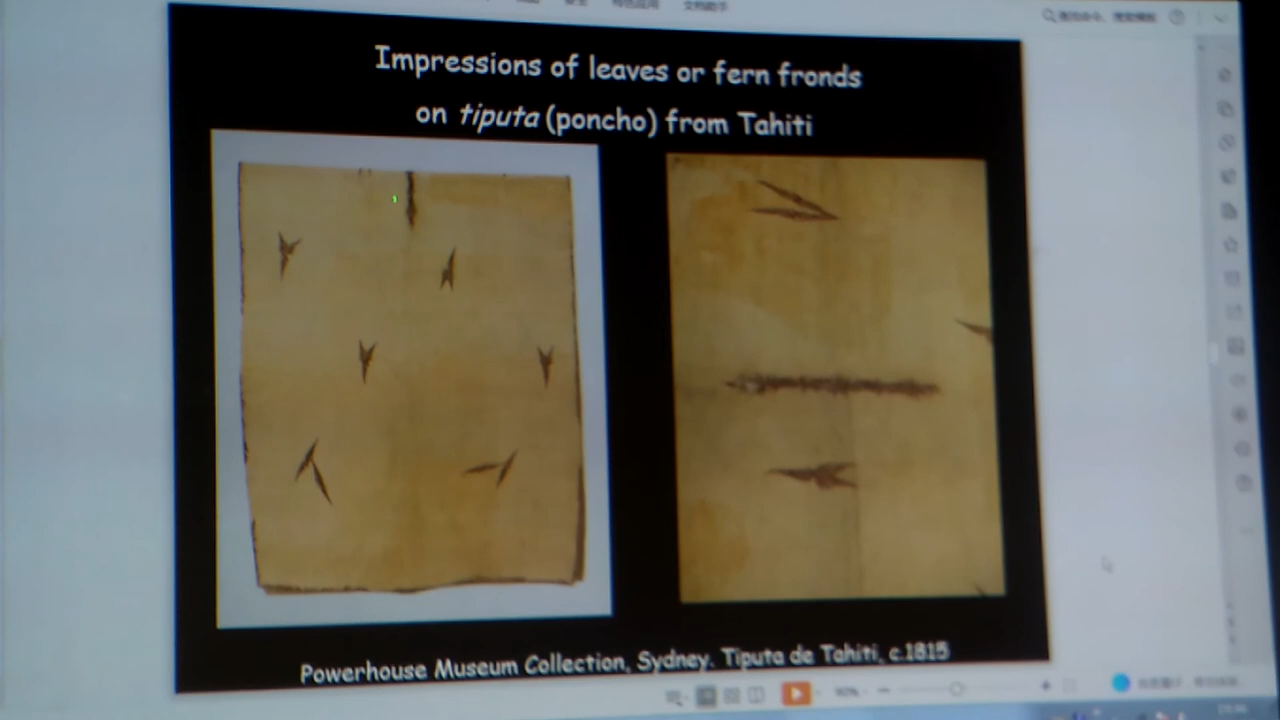 Impressions of leaves or fern fronds
on tiputa (poncho) from Tahiti
Powerhouse Museum Collection, Sydney. Tiputa de Tahiti, c.1815
90%